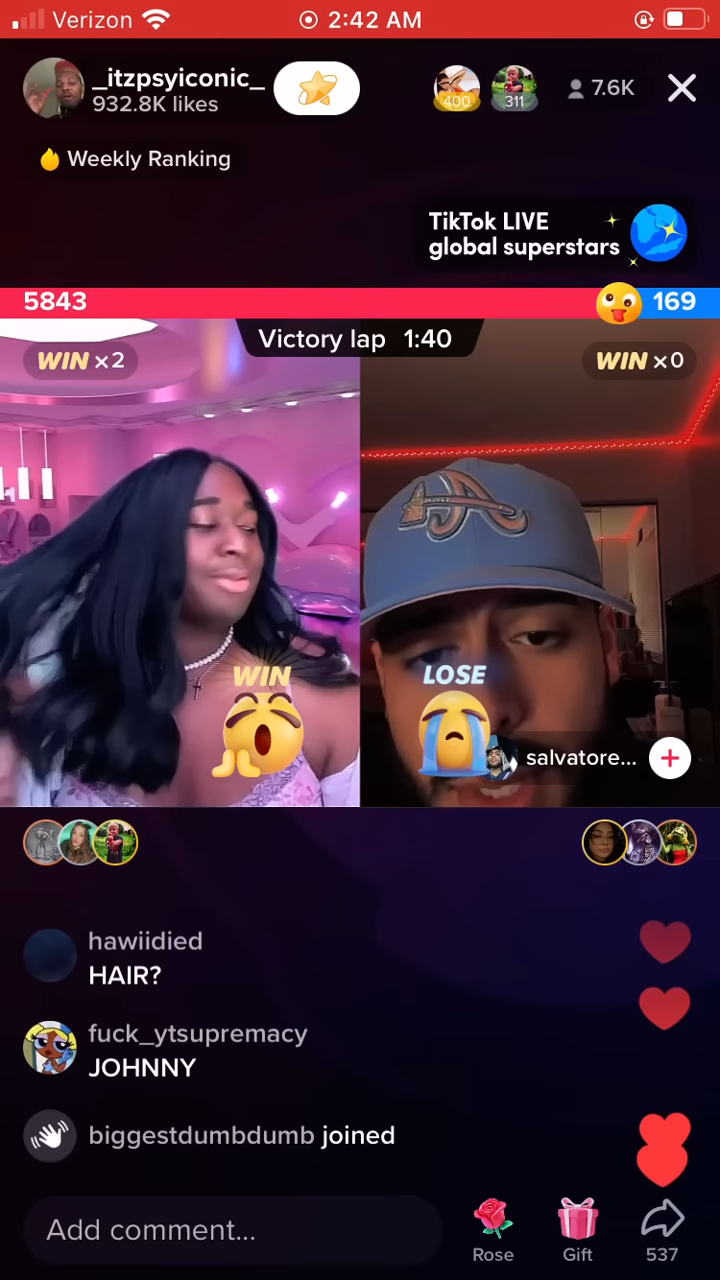 Verizon 2:42 AM
_itzpsyiconic_
932.8K likes
400
311
7.6K
Weekly Ranking
TikTok LIVE
global superstars
5843
169
Victory lap 1:40
WIN x2
WIN x0
A
WIN
LOSE
salvatore...
hawiidied
HAIR?
fuck_ytsupremacy
JOHNNY
biggestdumbdumb joined
Add comment...
Rose
Gift
537